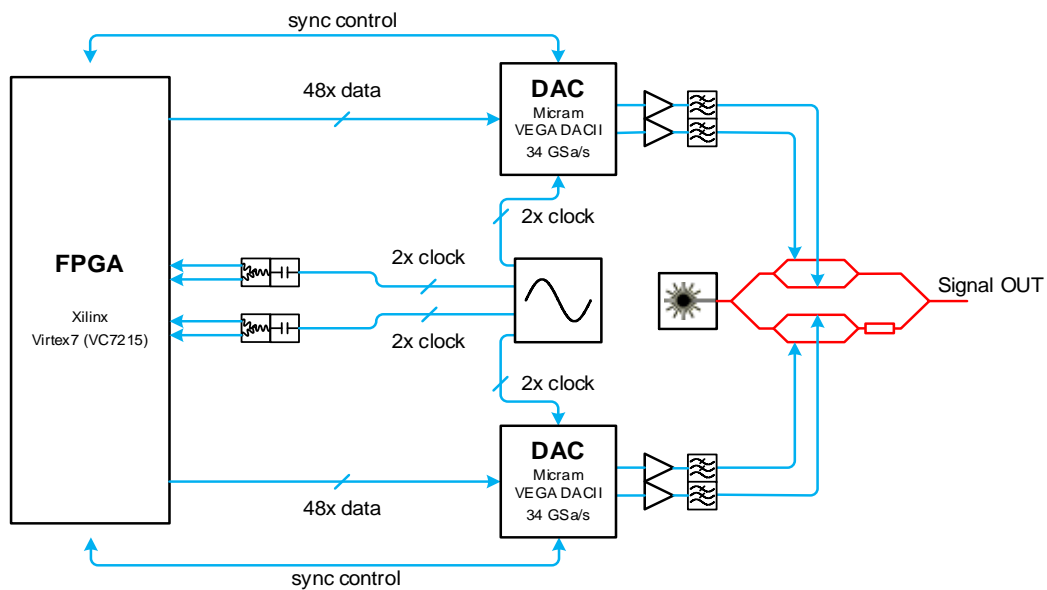 sync control
48x data
DAC
Micram
VEGA DACII
34 GSa/s
2x clock
FPGA
Xilinx
Virtex7 (VC7215)
2x clock
2x clock
Signal OUT
2x clock
DAC
Micram
VEGA DACII
34 GSa/s
48x data
sync control